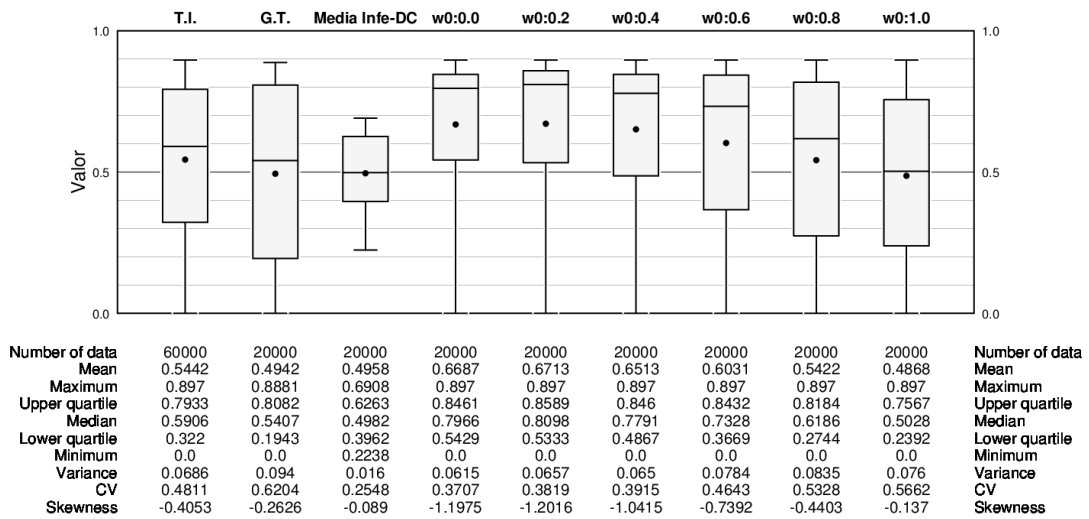 T.I. G.T. Media Infe-DC w0:0.0 w0:0.2 w0:0.4 w0:0.6 w0:0.8 w0:1.0
1.0 1.0
Valor
0.5 0.5
0.0 0.0
Number of data 60000 20000 20000 20000 20000 20000 20000 20000 20000 Number of data
Mean 0.5442 0.4942 0.4958 0.6687 0.6713 0.6513 0.6031 0.5422 0.4868 Mean
Maximum 0.897 0.8881 0.6908 0.897 0.897 0.897 0.897 0.897 0.897 Maximum
Upper quartile 0.7933 0.8082 0.6263 0.8461 0.8589 0.846 0.8432 0.8184 0.7567 Upper quartile
Median 0.5906 0.5407 0.4982 0.7966 0.8098 0.7791 0.7328 0.6186 0.5028 Median
Lower quartile 0.322 0.1943 0.3962 0.5429 0.5333 0.4867 0.3669 0.2744 0.2392 Lower quartile
Minimum 0.0 0.0 0.2238 0.0 0.0 0.0 0.0 0.0 0.0 Minimum
Variance 0.0686 0.094 0.016 0.0615 0.0657 0.065 0.0784 0.0835 0.076 Variance
CV 0.4811 0.6204 0.2548 0.3707 0.3819 0.3915 0.4643 0.5328 0.5662 CV
Skewness -0.4053 -0.2626 -0.089 -1.1975 -1.2016 -1.0415 -0.7392 -0.4403 -0.137 Skewness